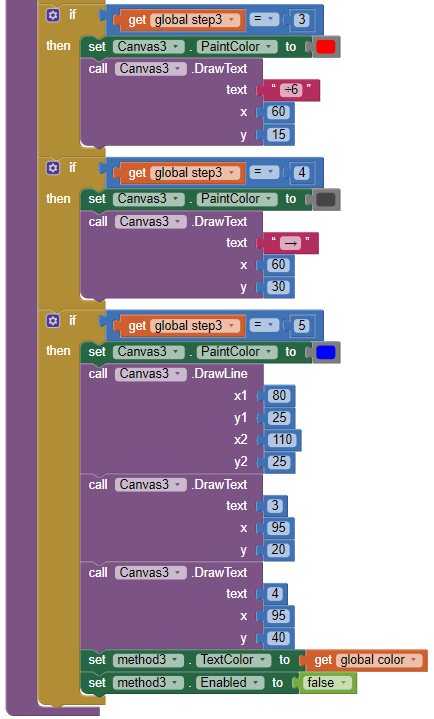 if get global step3 = 3
then set Canvas3 . PaintColor to
call Canvas3 .DrawText
text " ÷6 "
x 60
y 15
if get global step3 = 4
then set Canvas3 . PaintColor to
call Canvas3 .DrawText
text " → "
x 60
y 30
if get global step3 = 5
then set Canvas3 . PaintColor to
call Canvas3 .DrawLine
x1 80
y1 25
x2 110
y2 25
call Canvas3 .DrawText
text 3
x 95
y 20
call Canvas3 .DrawText
text 4
x 95
y 40
set method3 . TextColor to get global color
set method3 . Enabled to false